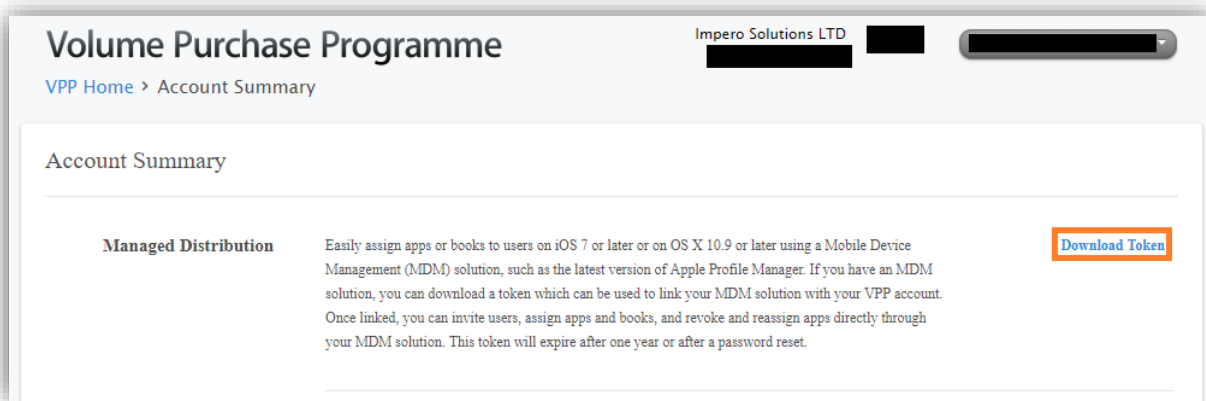 Volume Purchase Programme
Impero Solutions LTD
VPP Home › Account Summary
Account Summary
Managed Distribution
Easily assign apps or books to users on iOS 7 or later or on OS X 10.9 or later using a Mobile Device
Management (MDM) solution, such as the latest version of Apple Profile Manager. If you have an MDM
solution, you can download a token which can be used to link your MDM solution with your VPP account.
Once linked, you can invite users, assign apps and books, and revoke and reassign apps directly through
your MDM solution. This token will expire after one year or after a password reset.
Download Token